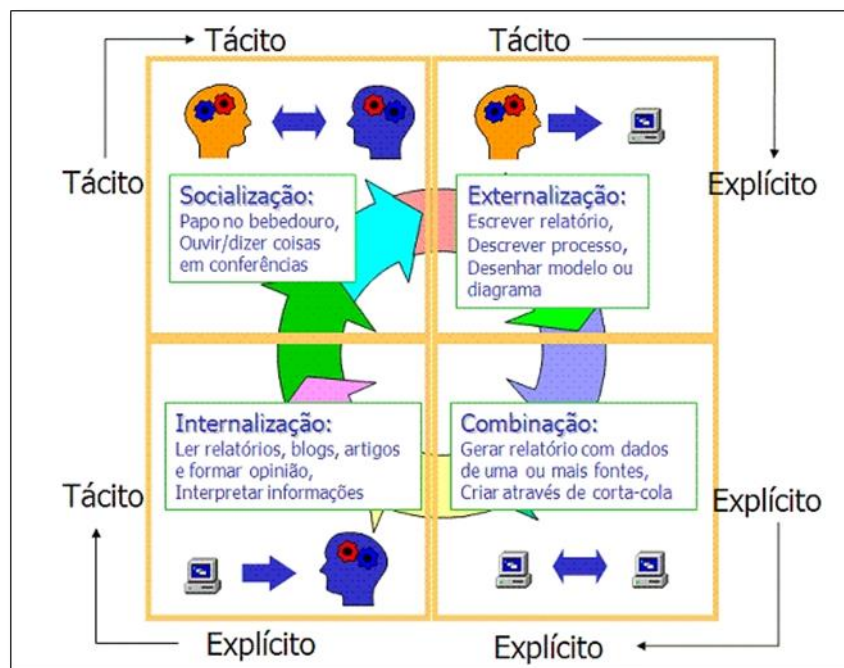 Tácito
Tácito
Tácito
Explícito
Socialização:
Papo no bebedouro,
Ouvir/dizer coisas
em conferências
Externalização:
Escrever relatório,
Descrever processo,
Desenhar modelo ou
diagrama
Internalização:
Ler relatórios, blogs, artigos
e formar opinião,
Interpretar informações
Combinação:
Gerar relatório com dados
de uma ou mais fontes,
Criar através de corta-cola
Tácito
Explícito
Explícito
Explícito